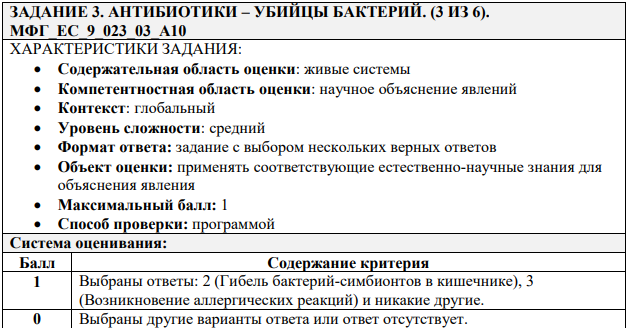 ЗАДАНИЕ 3. АНТИБИОТИКИ – УБИЙЦЫ БАКТЕРИЙ. (3 ИЗ 6).
МФГ_ЕС_9_023_03_А10
ХАРАКТЕРИСТИКИ ЗАДАНИЯ:
• Содержательная область оценки: живые системы
• Компетентностная область оценки: научное объяснение явлений
• Контекст: глобальный
• Уровень сложности: средний
• Формат ответа: задание с выбором нескольких верных ответов
• Объект оценки: применять соответствующие естественно-научные знания для
объяснения явления
• Максимальный балл: 1
• Способ проверки: программой
Система оценивания:
Балл Содержание критерия
1 Выбраны ответы: 2 (Гибель бактерий-симбионтов в кишечнике), 3
(Возникновение аллергических реакций) и никакие другие.
0 Выбраны другие варианты ответа или ответ отсутствует.